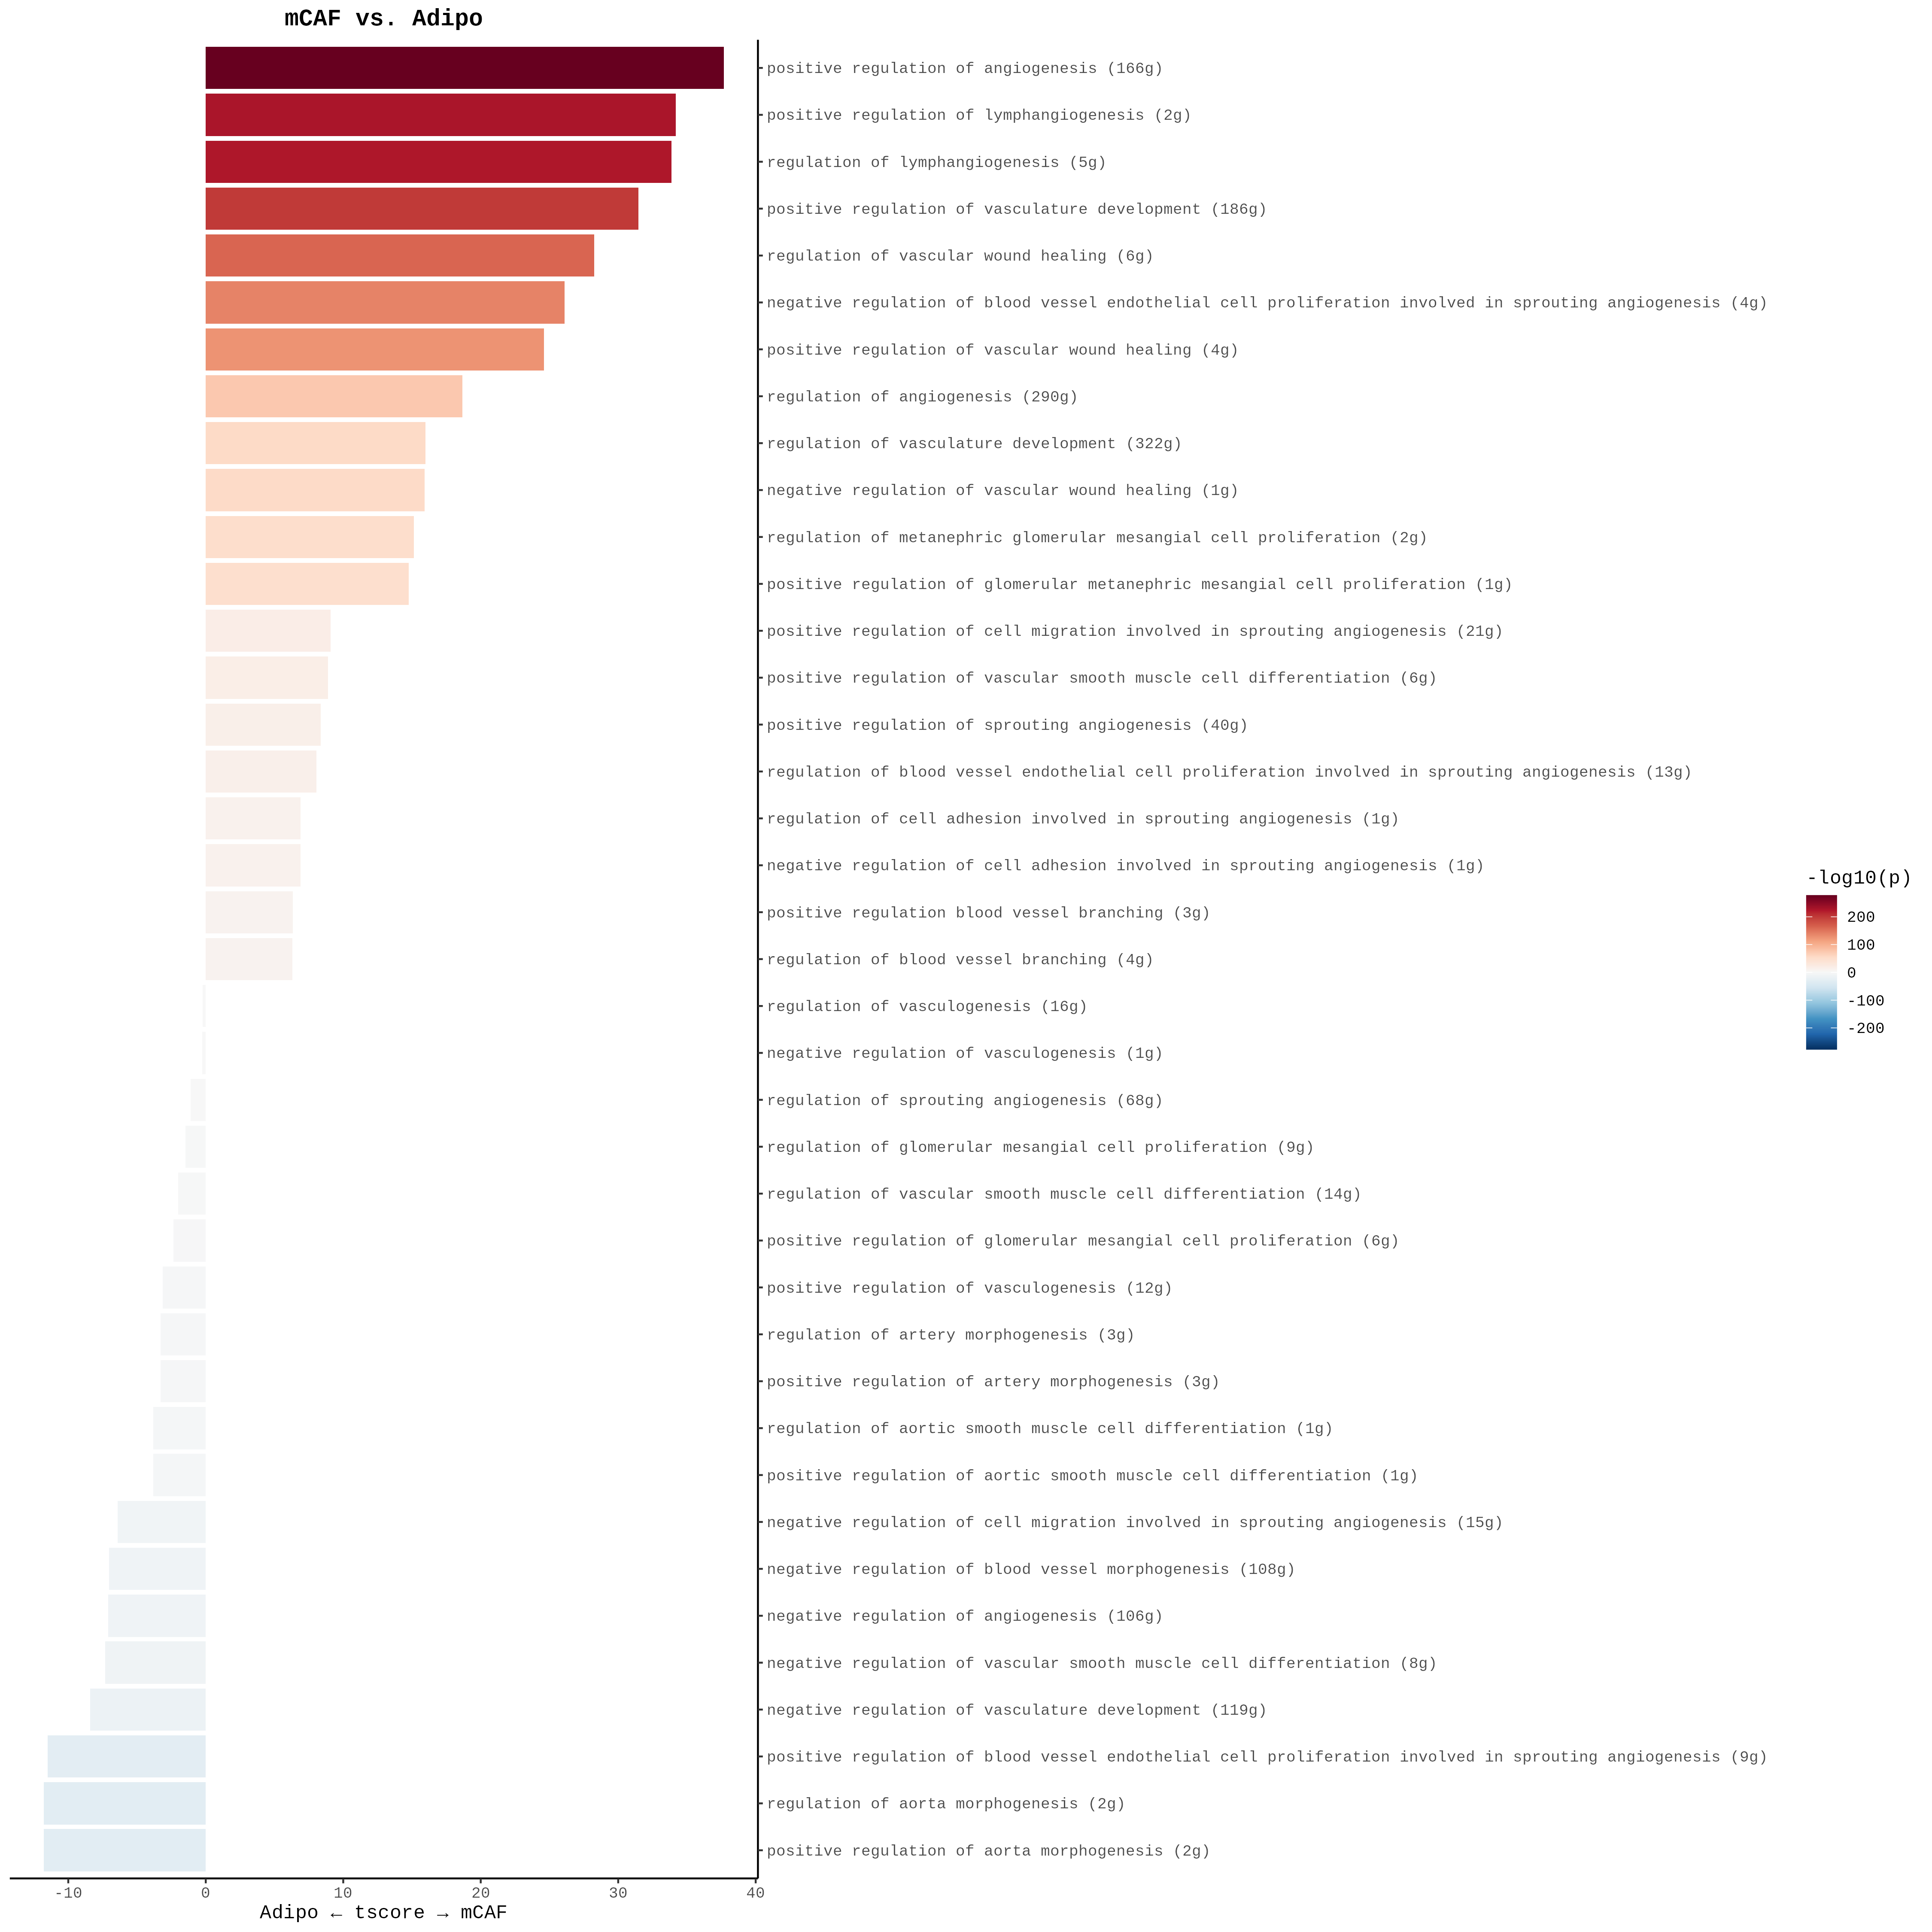 mCAF vs. Adipo
positive regulation of angiogenesis (166g)
positive regulation of lymphangiogenesis (2g)
regulation of lymphangiogenesis (5g)
positive regulation of vasculature development (186g)
regulation of vascular wound healing (6g)
negative regulation of blood vessel endothelial cell proliferation involved in sprouting angiogenesis (4g)
positive regulation of vascular wound healing (4g)
regulation of angiogenesis (290g)
regulation of vasculature development (322g)
negative regulation of vascular wound healing (1g)
regulation of metanephric glomerular mesangial cell proliferation (2g)
positive regulation of glomerular metanephric mesangial cell proliferation (1g)
positive regulation of cell migration involved in sprouting angiogenesis (21g)
positive regulation of vascular smooth muscle cell differentiation (6g)
positive regulation of sprouting angiogenesis (40g)
regulation of blood vessel endothelial cell proliferation involved in sprouting angiogenesis (13g)
regulation of cell adhesion involved in sprouting angiogenesis (1g)
negative regulation of cell adhesion involved in sprouting angiogenesis (1g)
positive regulation blood vessel branching (3g)
regulation of blood vessel branching (4g)
regulation of vasculogenesis (16g)
negative regulation of vasculogenesis (1g)
regulation of sprouting angiogenesis (68g)
regulation of glomerular mesangial cell proliferation (9g)
regulation of vascular smooth muscle cell differentiation (14g)
positive regulation of glomerular mesangial cell proliferation (6g)
positive regulation of vasculogenesis (12g)
regulation of artery morphogenesis (3g)
positive regulation of artery morphogenesis (3g)
regulation of aortic smooth muscle cell differentiation (1g)
positive regulation of aortic smooth muscle cell differentiation (1g)
negative regulation of cell migration involved in sprouting angiogenesis (15g)
negative regulation of blood vessel morphogenesis (108g)
negative regulation of angiogenesis (106g)
negative regulation of vascular smooth muscle cell differentiation (8g)
negative regulation of vasculature development (119g)
positive regulation of blood vessel endothelial cell proliferation involved in sprouting angiogenesis (9g)
regulation of aorta morphogenesis (2g)
positive regulation of aorta morphogenesis (2g)
-10 0 10 20 30 40
Adipo ← tscore → mCAF
-log10(p)
200
100
0
-100
-200